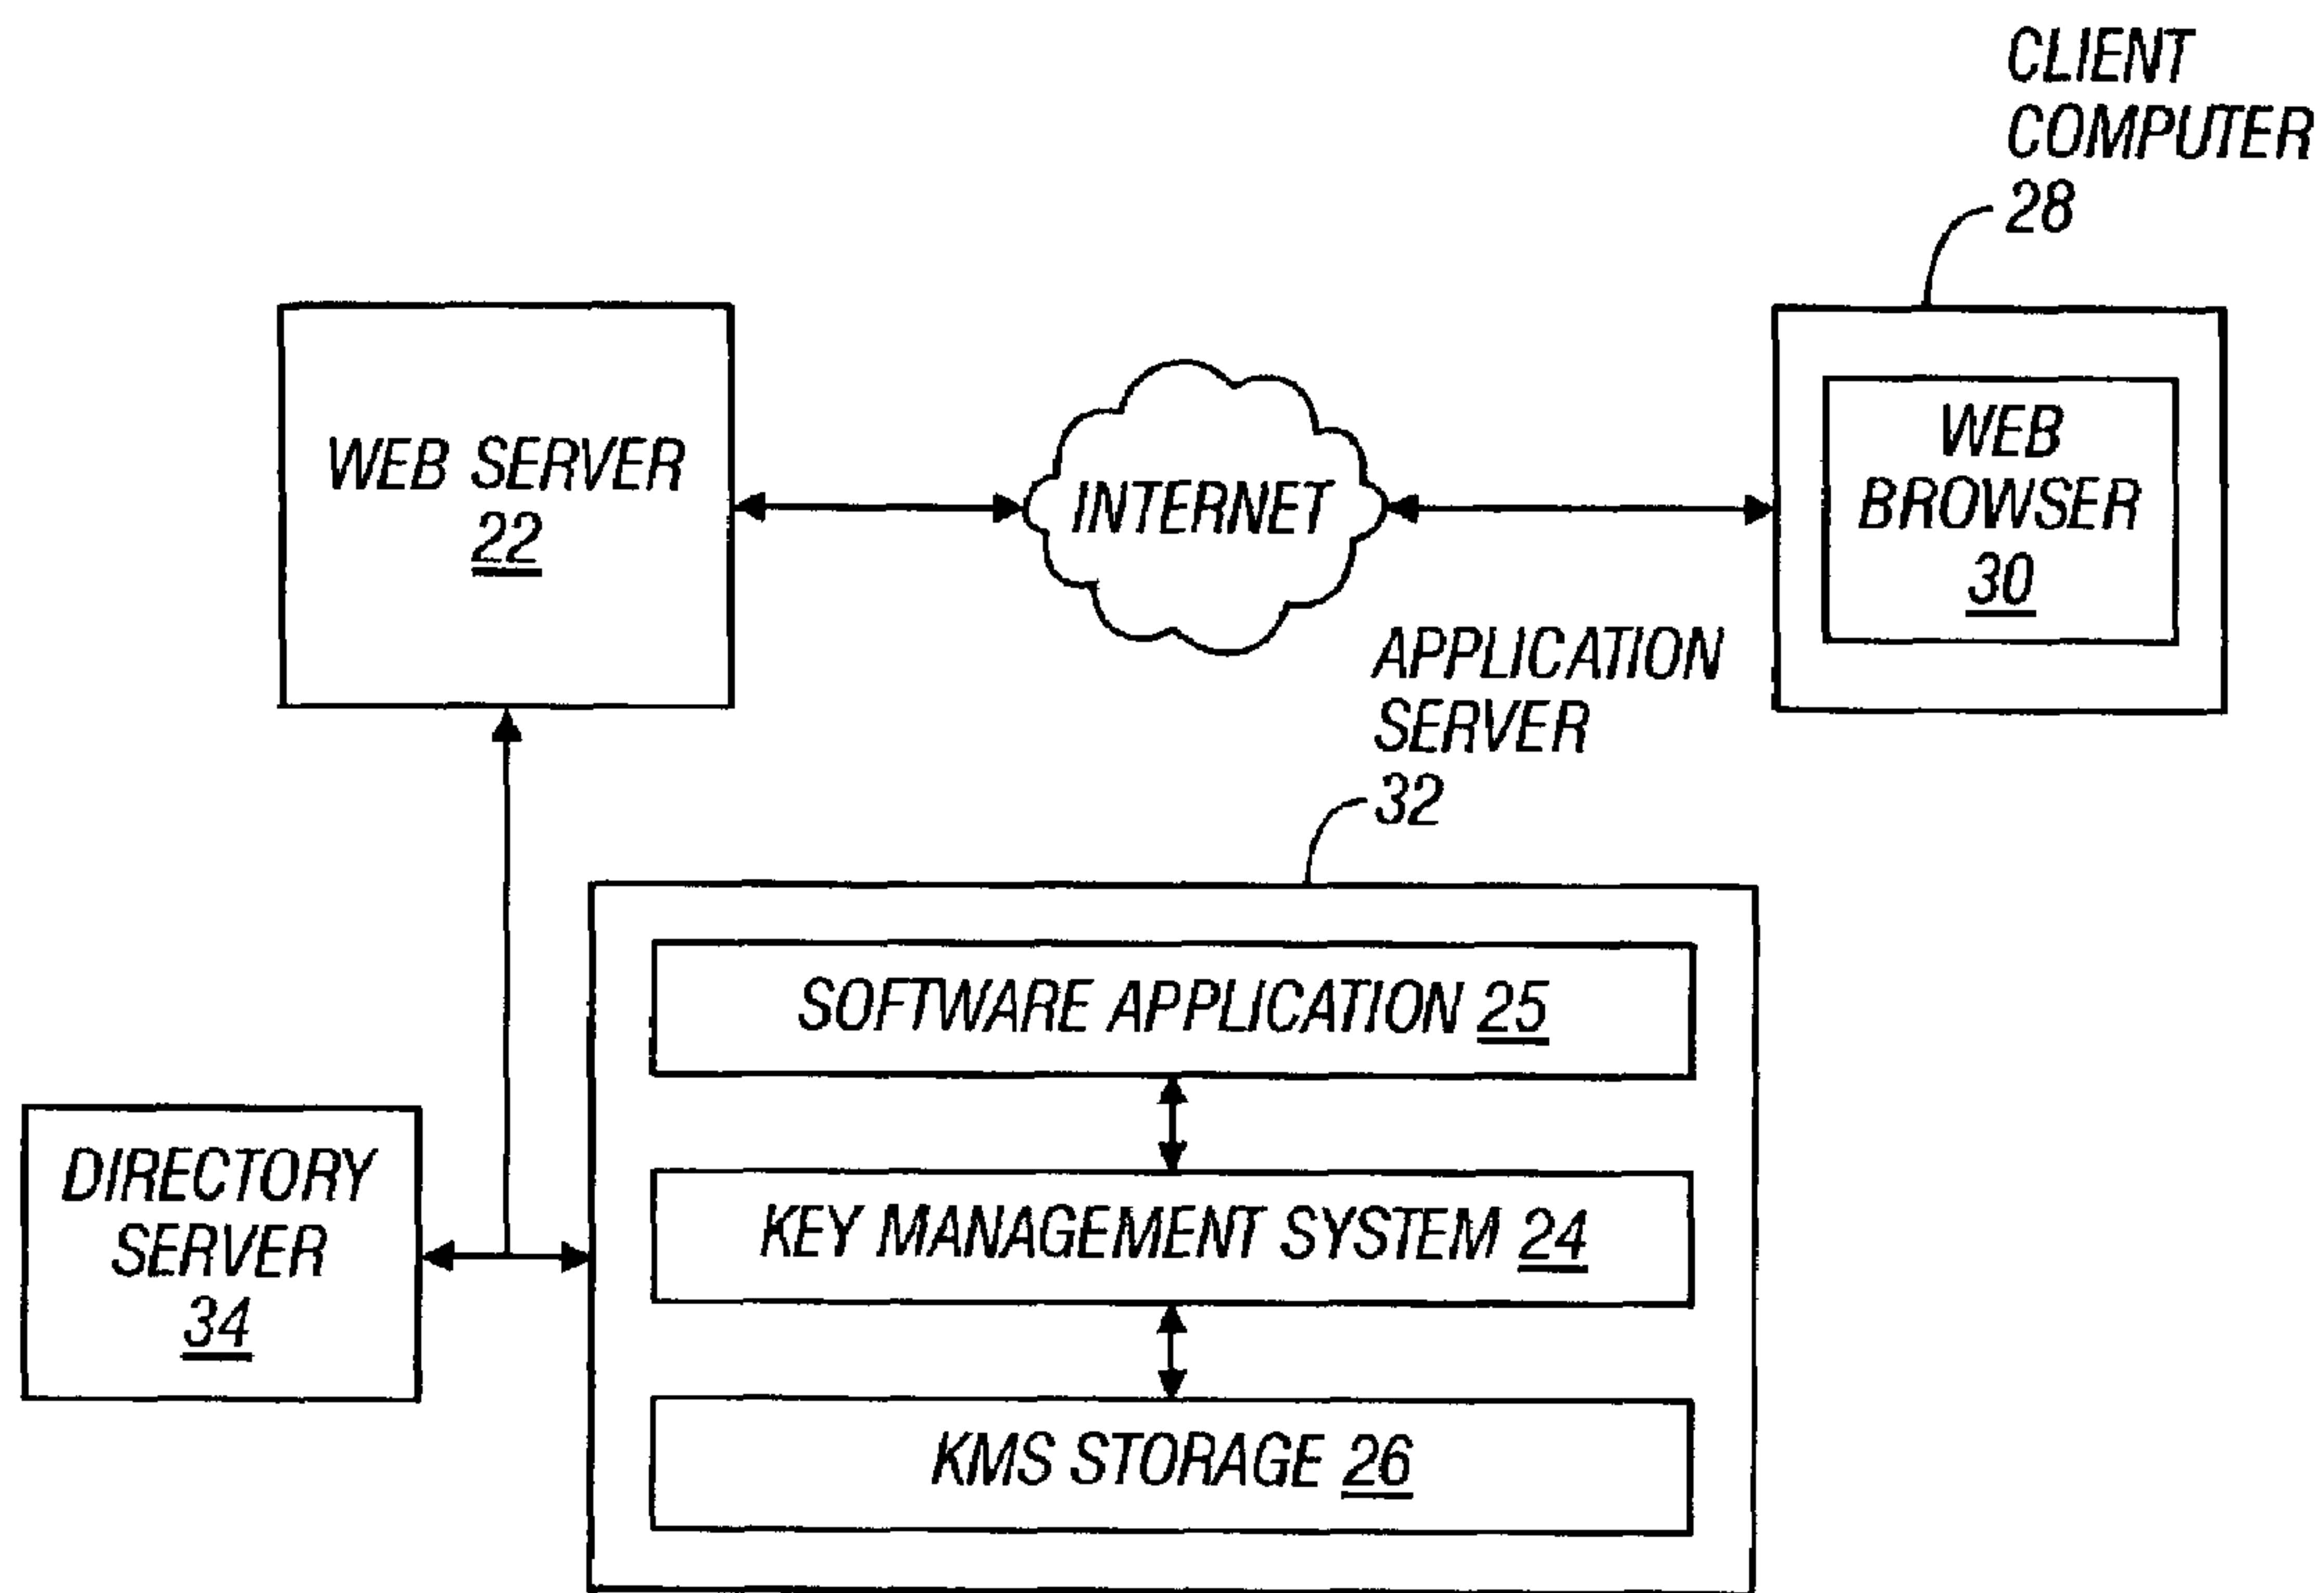 CLIENT
COMPUTER
28
WEB SERVER
22
INTERNET
WEB
BROWSER
30
APPLICATION
SERVER
32
SOFTWARE APPLICATION 25
KEY MANAGEMENT SYSTEM 24
KMS STORAGE 26
DIRECTORY
SERVER
34